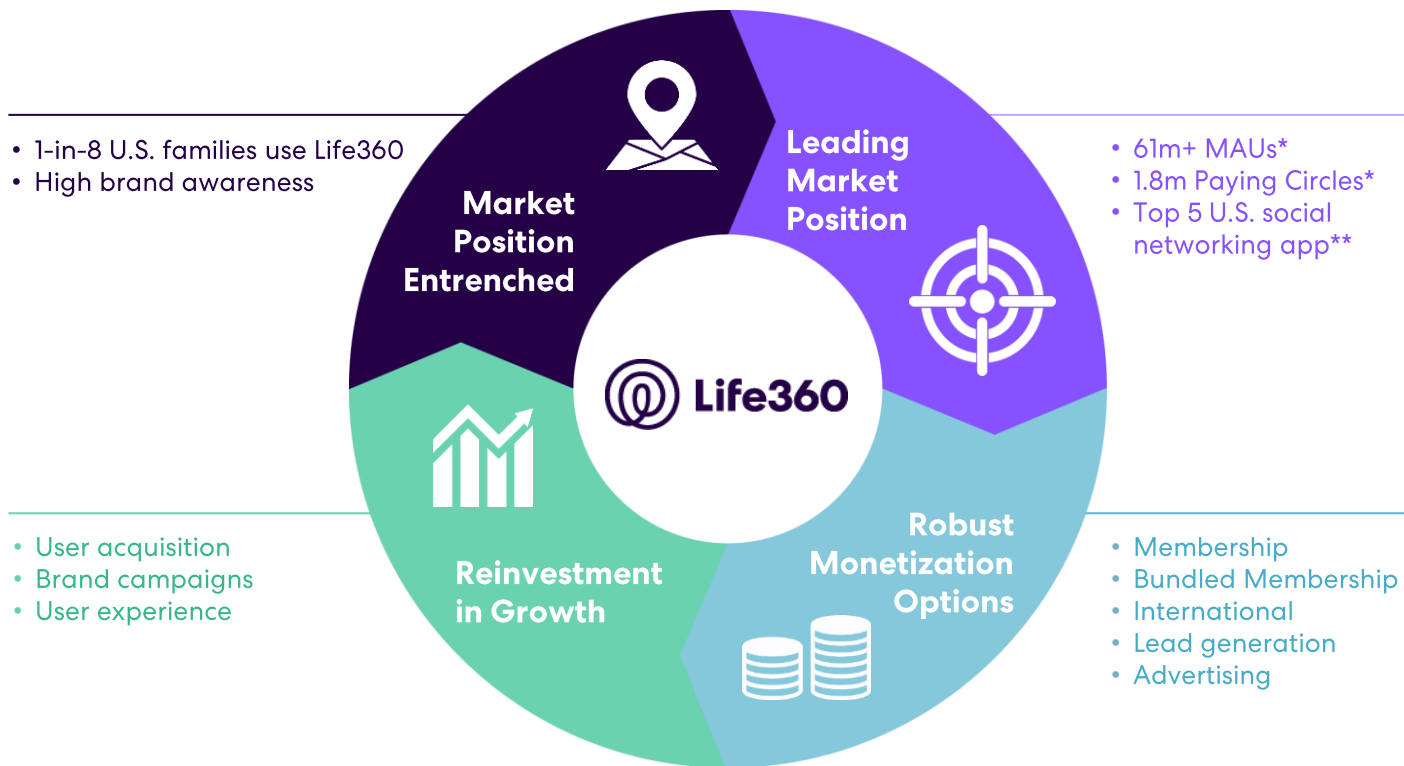 • 1-in-8 U.S. families use Life360
• High brand awareness
Market
Position
Entrenched
Leading
Market
Position
• 61m+ MAUs*
• 1.8m Paying Circles*
• Top 5 U.S. social
networking app**
Life360
• User acquisition
• Brand campaigns
• User experience
Reinvestment
in Growth
Robust
Monetization
Options
• Membership
• Bundled Membership
• International
• Lead generation
• Advertising